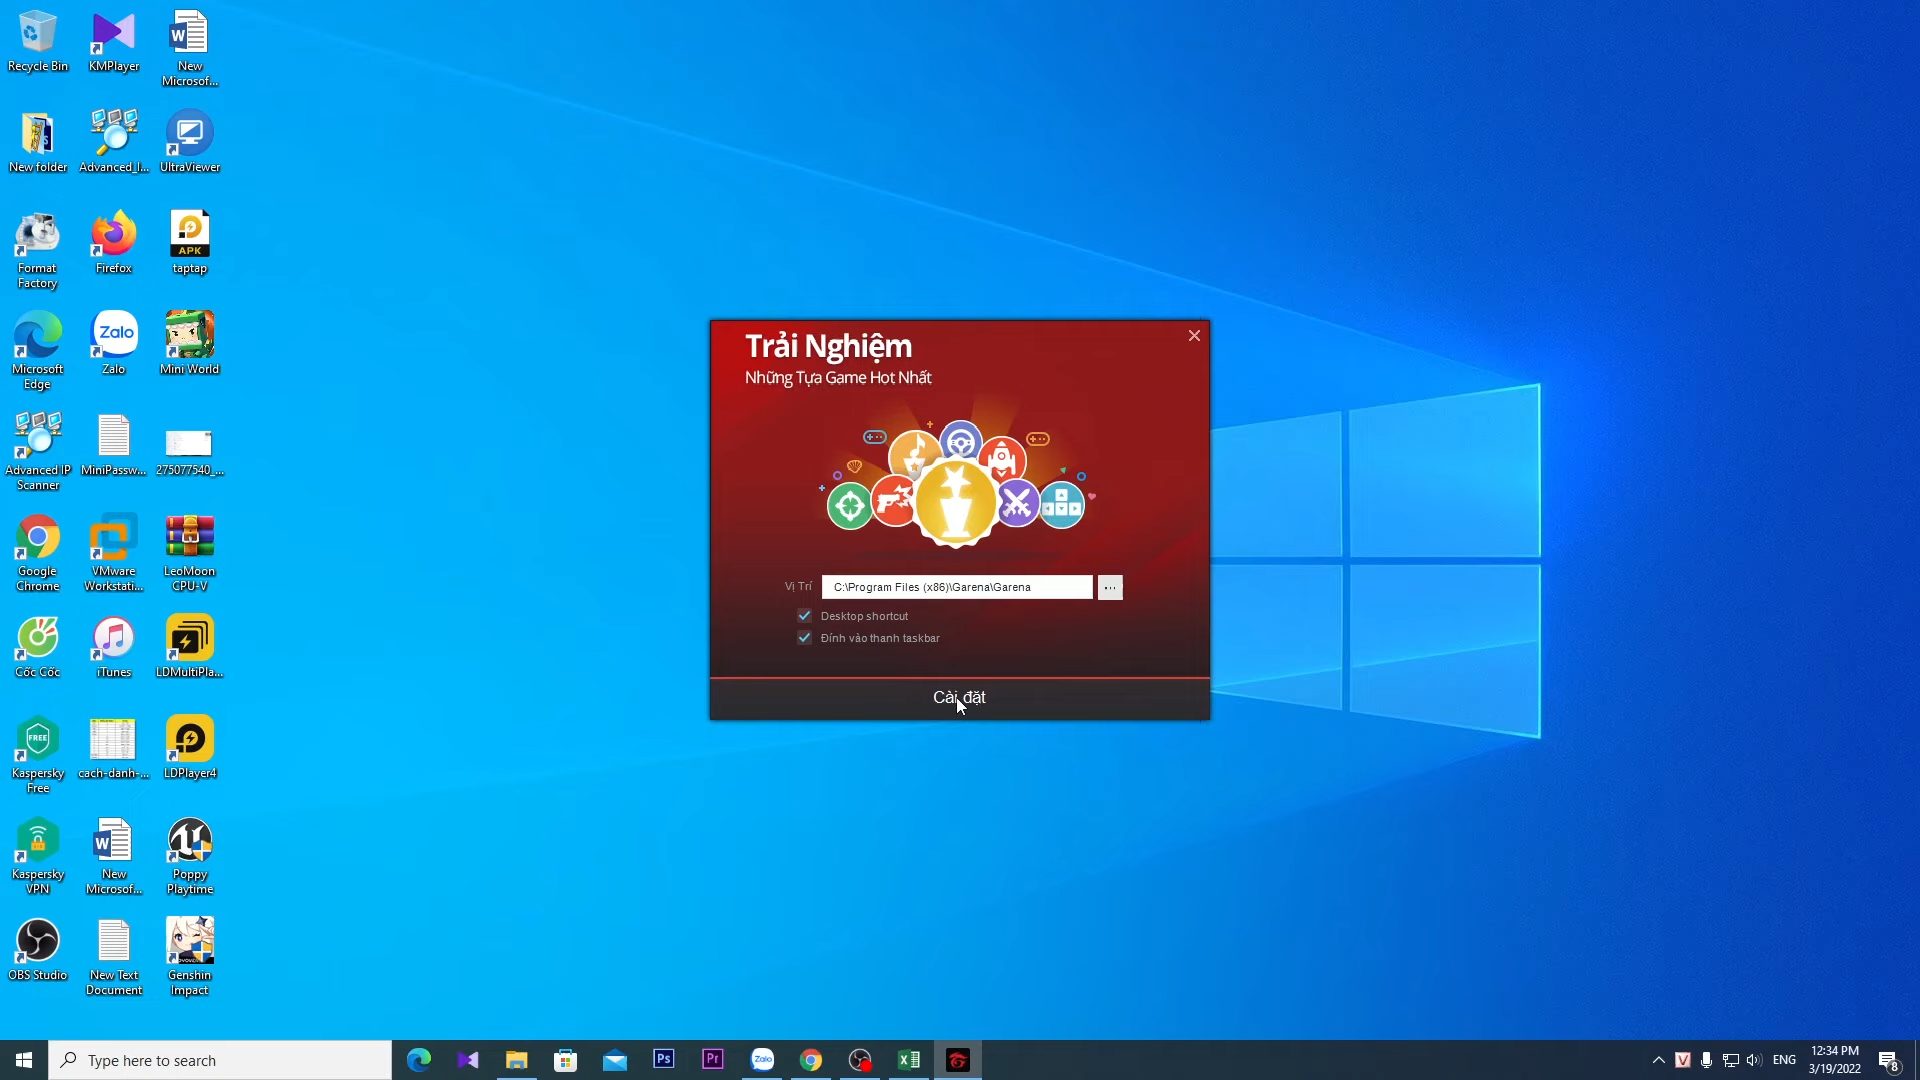 Recycle Bin
KMPlayer
New
Microsof...
New folder
Advanced_I...
UltraViewer
Format
Factory
Firefox
APK
taptap
Microsoft
Edge
Zalo
Zalo
Mini World
Advanced IP
Scanner
MiniPassw...
275077540_...
Google
Chrome
VMware
Workstati...
LeoMoon
CPU-V
Cốc Cốc
iTunes
LDMultiPla...
FREE
Kaspersky
Free
cach-danh-...
LDPlayer4
Kaspersky
VPN
New
Microsof...
Poppy
Playtime
OBS Studio
New Text
Document
Genshin
Impact
Trải Nghiệm
Những Tựa Game Hot Nhất
Vị Trí
C:\Program Files (x86)\Garena\Garena
...
Desktop shortcut
Đính vào thanh taskbar
Cài đặt
Type here to search
Ps
Pr
Zalo
V
ENG
12:34 PM
3/19/2022
8